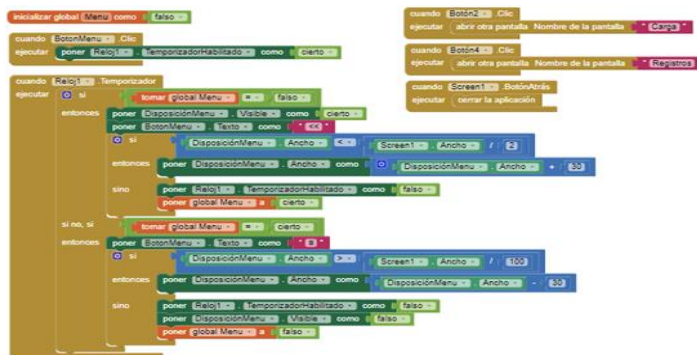 inicializar global Menu como falso
cuando BotonMenu .Clic
ejecutar poner Reloj1 . TemporizadorHabilitado como cierto
cuando Reloj1 .Temporizador
ejecutar si tomar global Menu = falso
entonces poner DisposiciónMenu . Visible como cierto
poner BotonMenu . Texto como " << "
si DisposiciónMenu . Ancho < Screen1 . Ancho / 2
entonces poner DisposiciónMenu . Ancho como DisposiciónMenu . Ancho + 30
sino poner Reloj1 . TemporizadorHabilitado como falso
poner global Menu a cierto
si no, si tomar global Menu = cierto
entonces poner BotonMenu . Texto como " ≡ "
si DisposiciónMenu . Ancho > Screen1 . Ancho / 100
entonces poner DisposiciónMenu . Ancho como DisposiciónMenu . Ancho - 30
sino poner Reloj1 . TemporizadorHabilitado como falso
poner DisposiciónMenu . Visible como falso
poner global Menu a falso
cuando Botón2 .Clic
ejecutar abrir otra pantalla Nombre de la pantalla " Carga "
cuando Botón4 .Clic
ejecutar abrir otra pantalla Nombre de la pantalla " Registros
cuando Screen1 .BotónAtrás
ejecutar cerrar la aplicación